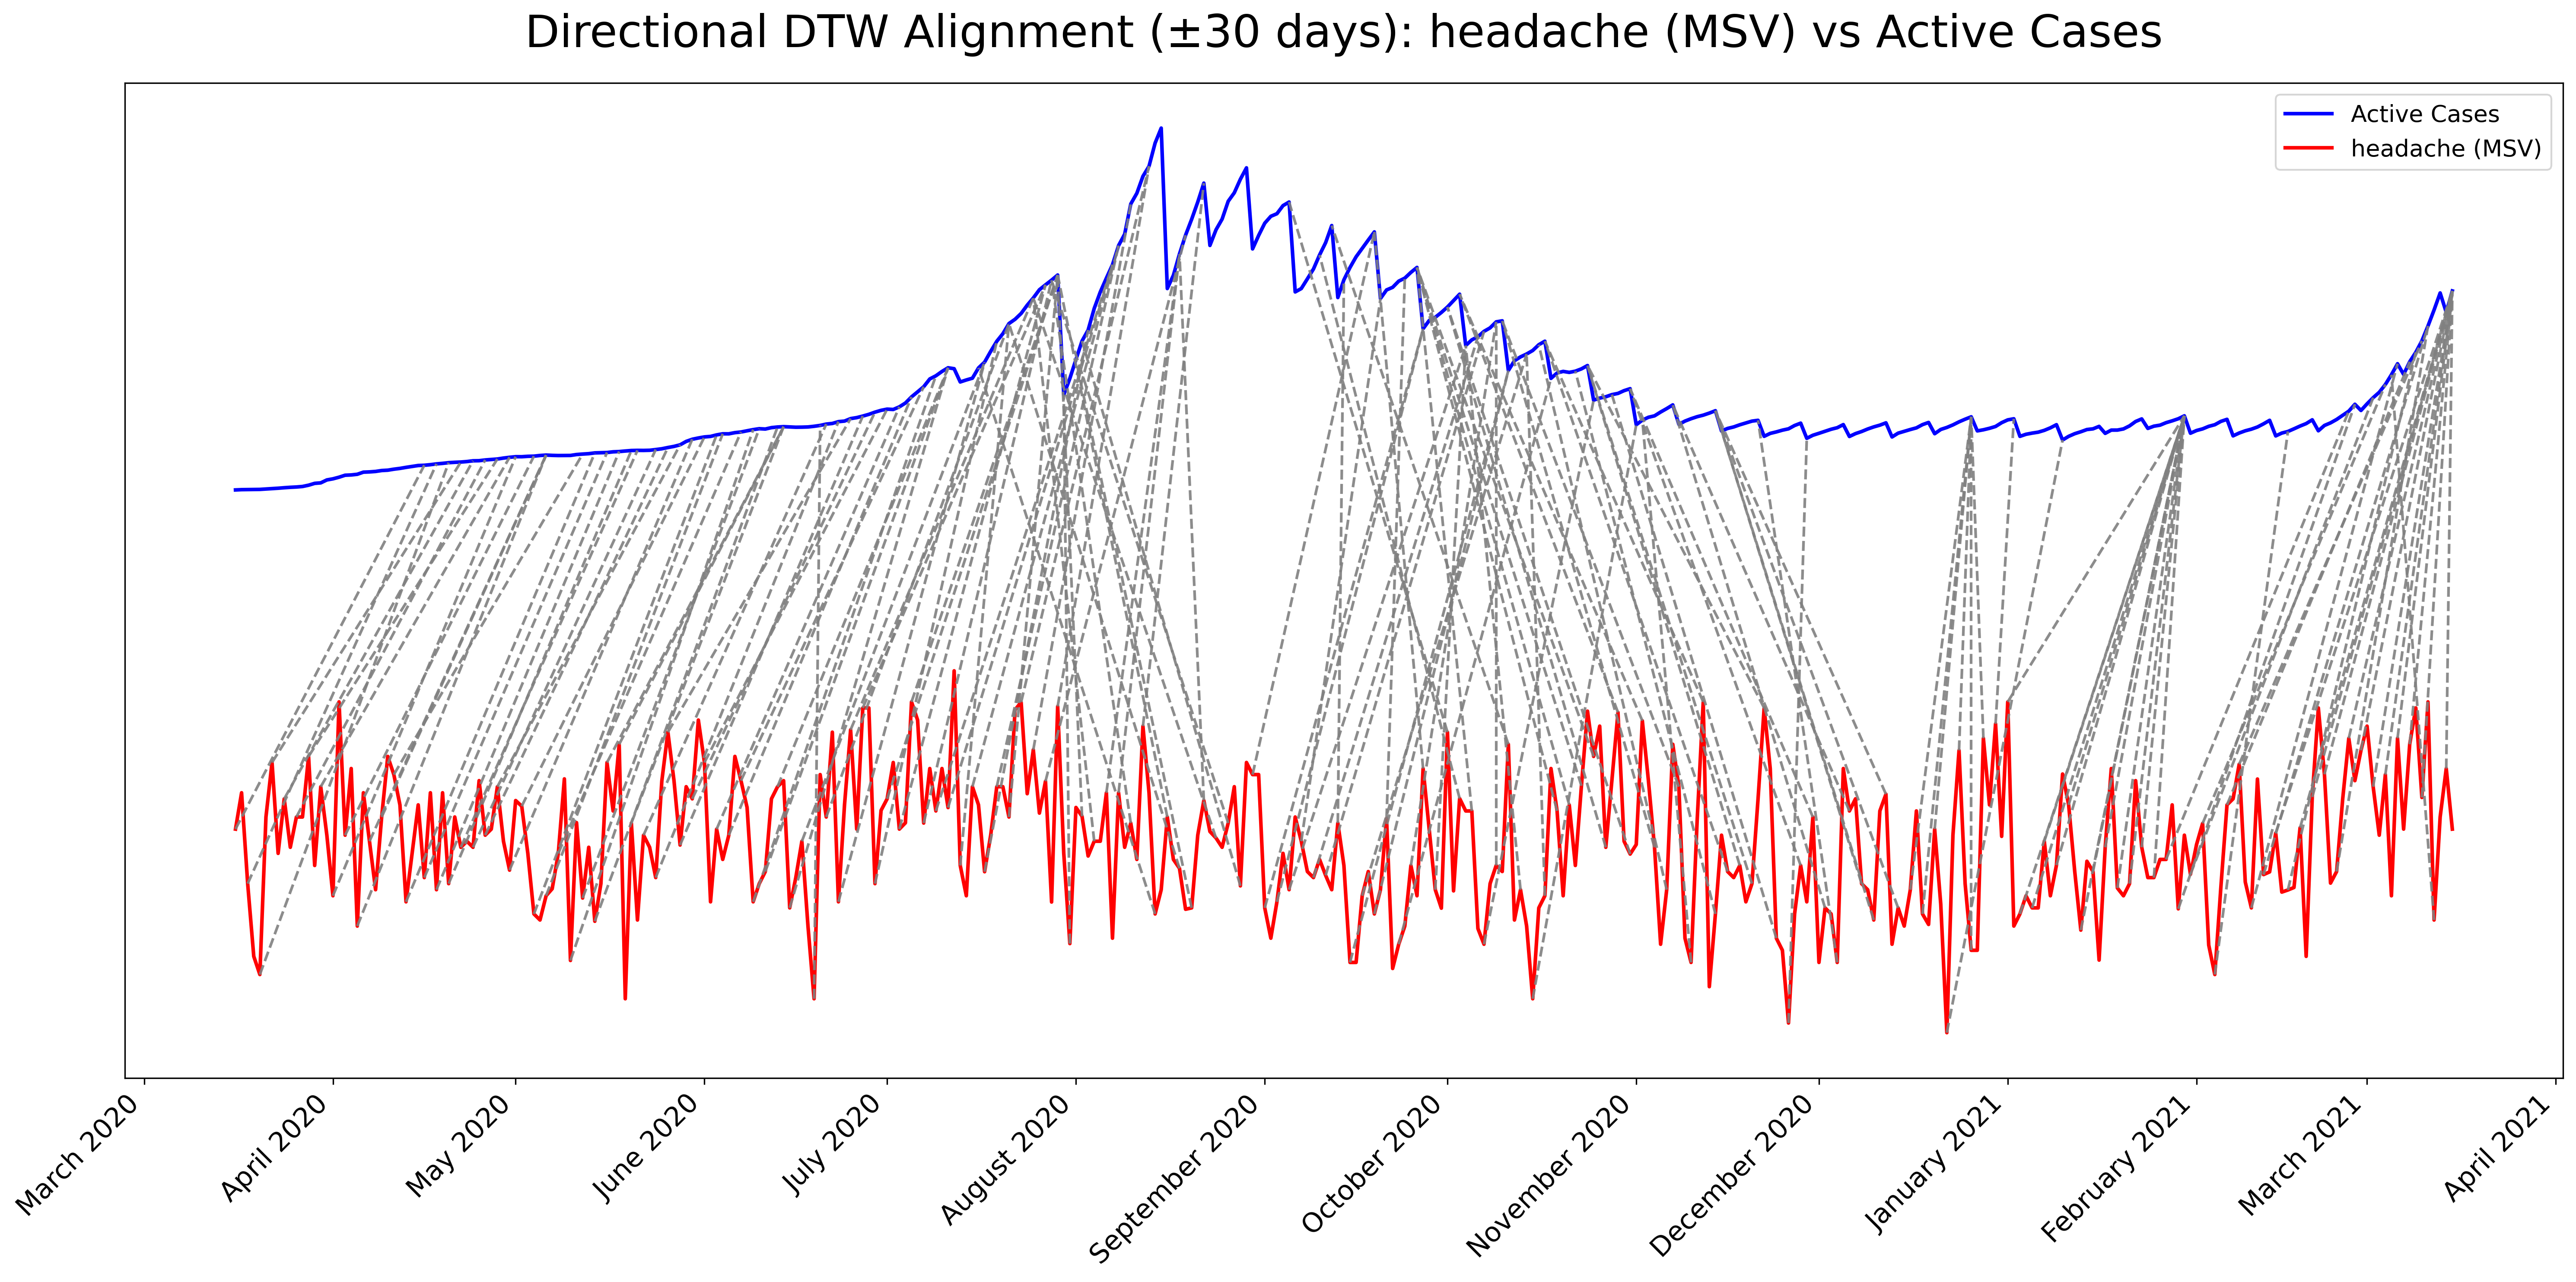 Directional DTW Alignment (±30 days): headache (MSV) vs Active Cases
Active Cases
headache (MSV)
March 2020
April 2020
May 2020
June 2020
July 2020
August 2020
September 2020
October 2020
November 2020
December 2020
January 2021
February 2021
March 2021
April 2021